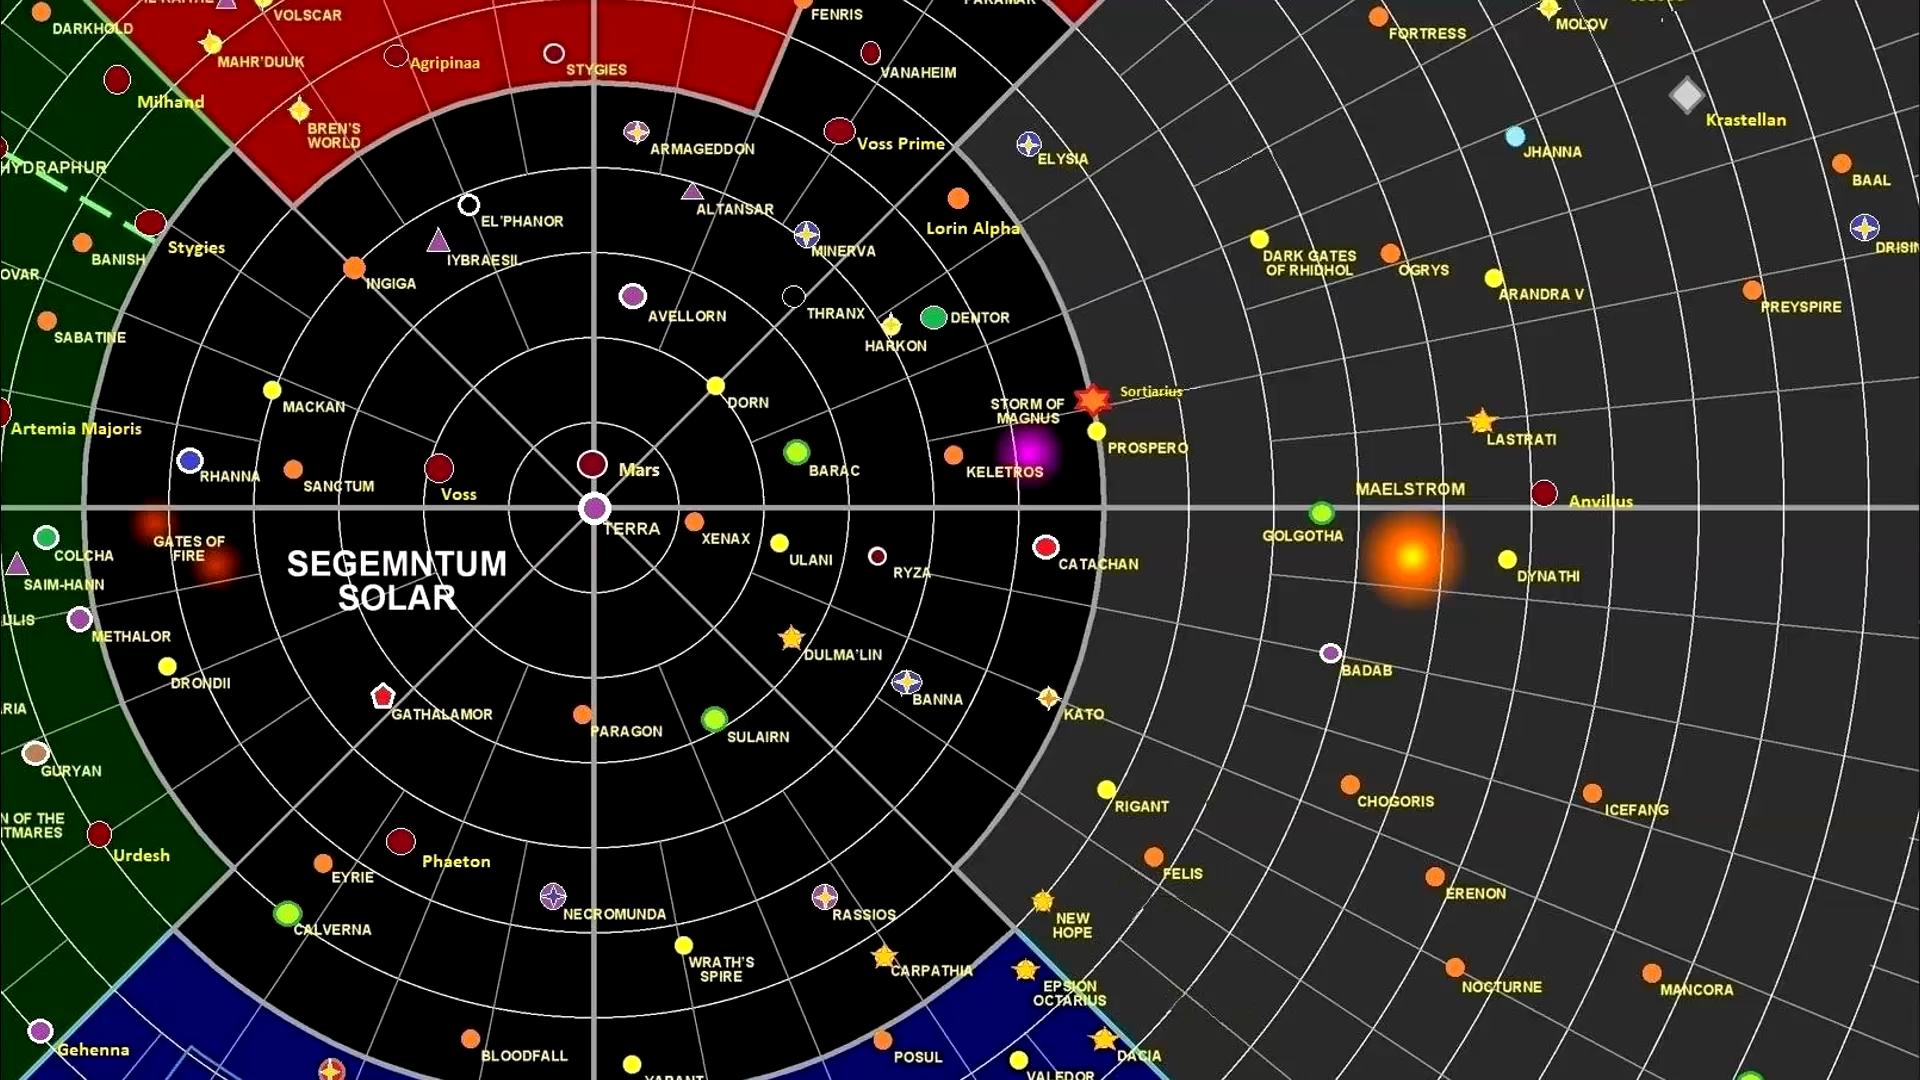 DARKHOLD
VOLSCAR
FENRIS
FORTRESS
MOLOV
MAHR'DUUK
Agripinaa
STYGIES
VANAHEIM
Milhand
BREN'S
WORLD
ARMAGEDDON
Voss Prime
ELYSIA
JHANNA
Krastellan
BAAL
HYDRAPHUR
Stygies
BANISH
EL'PHANOR
IYBRAESIL
ALTANSAR
MINERVA
Lorin Alpha
DARK GATES
OF RHIDHOL
OGRYS
ARANDRA V
PREYSPIRE
INGIGA
SABATINE
AVELLORN
THRANX
HARKON
DENTOR
MACKAN
DORN
STORM OF
MAGNUS
Sortiarius
PROSPERO
LASTRATI
Artemia Majoris
RHANNA
SANCTUM
Voss
Mars
BARAC
KELETROS
MAELSTROM
Anvillus
TERRA
XENAX
ULANI
RYZA
CATACHAN
GOLGOTHA
DYNATHI
COLCHA
SAIM-HANN
GATES OF
FIRE
SEGEMNTUM
SOLAR
METHALOR
DRONDII
GATHALAMOR
PARAGON
SULAIRN
DULMA'LIN
BANNA
KATO
BADAB
GURYAN
RIGANT
CHOGORIS
ICEFANG
N OF THE
Urdesh
Phaeton
EYRIE
CALVERNA
NECROMUNDA
RASSIOS
FELIS
ERENON
NEW
HOPE
WRATH'S
SPIRE
CARPATHIA
EPSION
OCTARIUS
NOCTURNE
MANCORA
Gehenna
BLOODFALL
POSUL
DACIA
VALEDOR